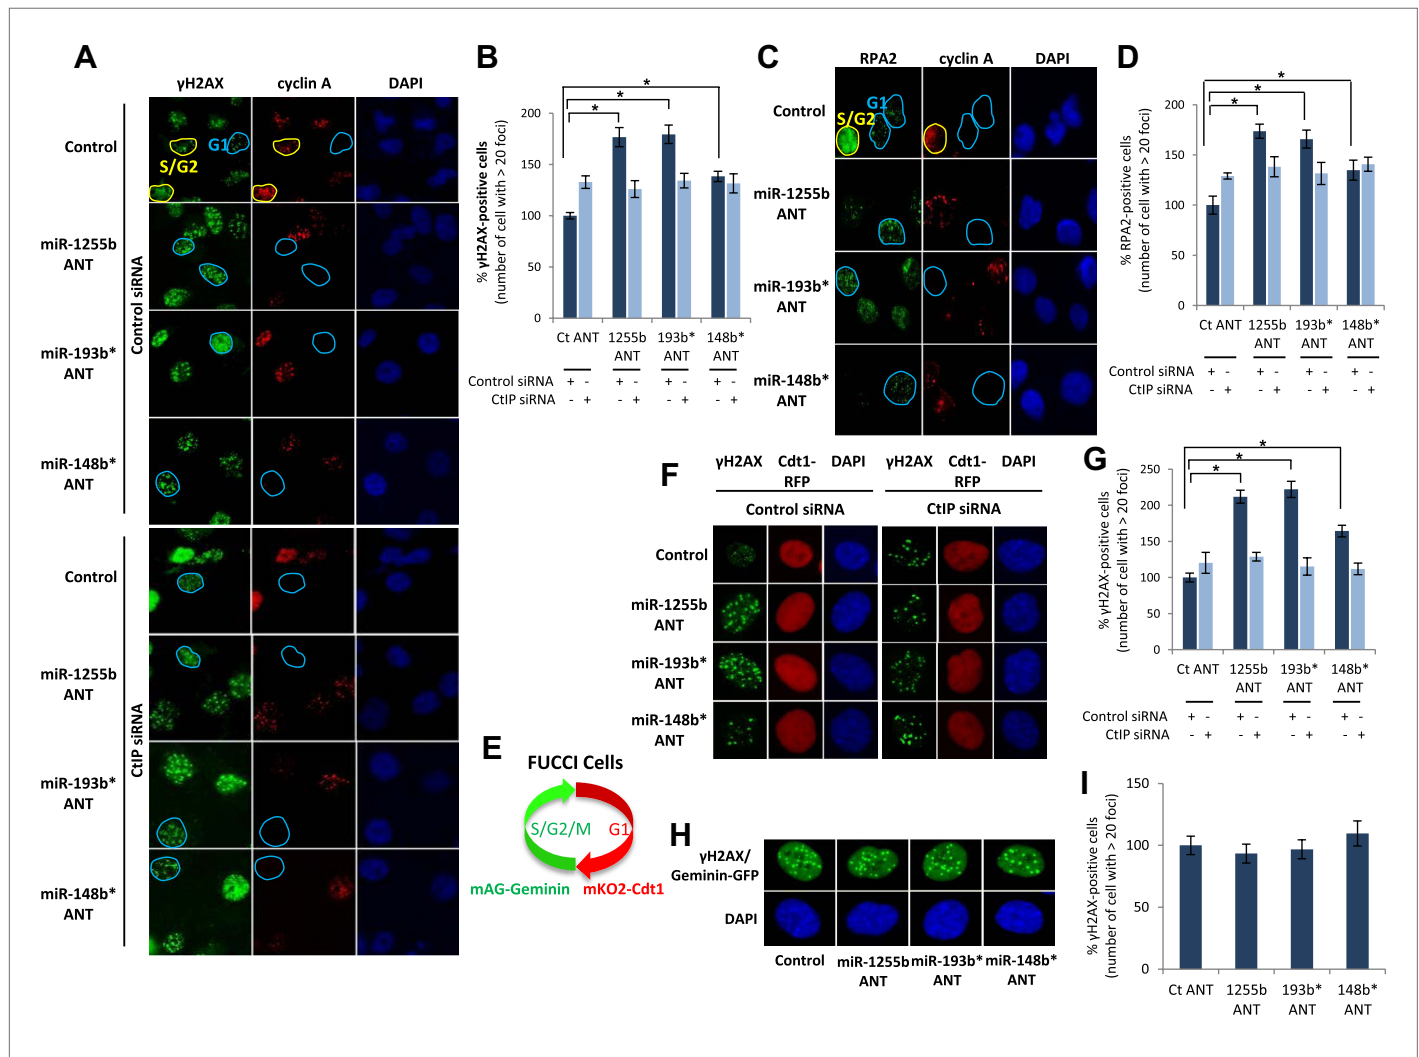 A
γH2AX cyclin A DAPI
Control
S/G2
G1
miR-1255b
ANT
miR-193b*
ANT
miR-148b*
ANT
Control siRNA
Control
miR-1255b
ANT
miR-193b*
ANT
miR-148b*
ANT
CtIP siRNA
B
% γH2AX-positive cells
(number of cell with > 20 foci)
200
150
100
50
0
* * *
Ct ANT 1255b 193b* 148b*
ANT ANT ANT
Control siRNA + - + - + - + -
CtIP siRNA - + - + - + - +
C
RPA2 cyclin A DAPI
Control
S/G2
G1
miR-1255b
ANT
miR-193b*
ANT
miR-148b*
ANT
D
% RPA2-positive cells
(number of cell with > 20 foci)
200
150
100
50
0
* * *
Ct ANT 1255b 193b* 148b*
ANT ANT ANT
Control siRNA + - + - + - + -
CtIP siRNA - + - + - + - +
E
FUCCI Cells
S/G2/M G1
mAG-Geminin mKO2-Cdt1
F
γH2AX Cdt1- DAPI γH2AX Cdt1- DAPI
RFP RFP
Control siRNA CtIP siRNA
Control
miR-1255b
ANT
miR-193b*
ANT
miR-148b*
ANT
G
% γH2AX-positive cells
(number of cell with > 20 foci)
250
200
150
100
50
0
* * *
Ct ANT 1255b 193b* 148b*
ANT ANT ANT
Control siRNA + - + - + - + -
CtIP siRNA - + - + - + - +
H
γH2AX/
Geminin-GFP
DAPI
Control miR-1255b miR-193b* miR-148b*
ANT ANT ANT
I
% γH2AX-positive cells
(number of cell with > 20 foci)
150
100
50
0
Ct ANT 1255b 193b* 148b*
ANT ANT ANT